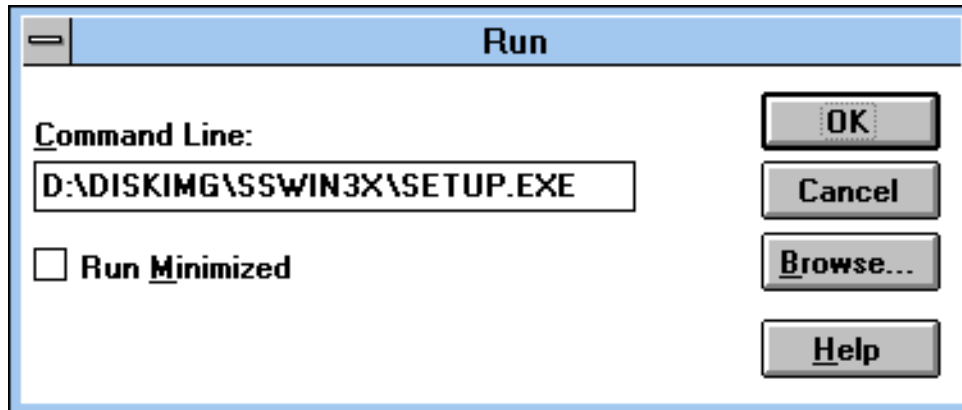 Run
Command Line:
D:\DISKIMG\SSWIN3X\SETUP.EXE
Run Minimized
OK
Cancel
Browse...
Help